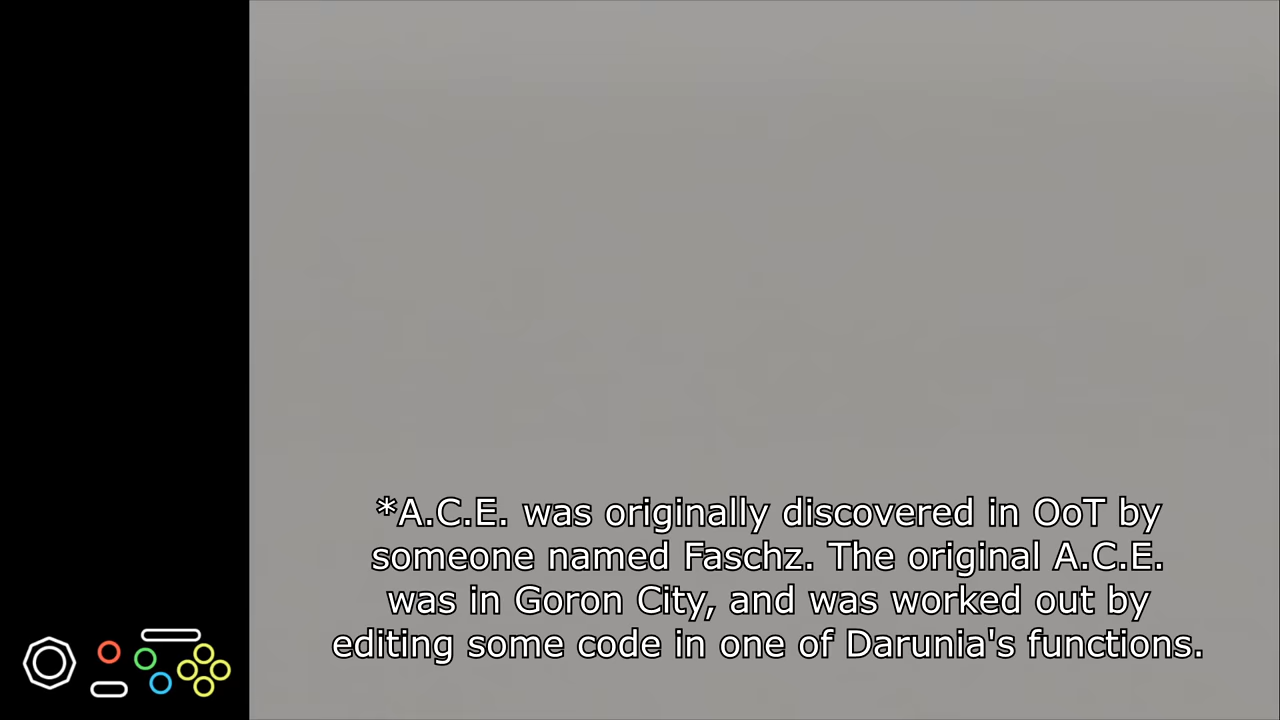 *A.C.E. was originally discovered in OoT by
someone named Faschz. The original A.C.E.
was in Goron City, and was worked out by
editing some code in one of Darunia's functions.